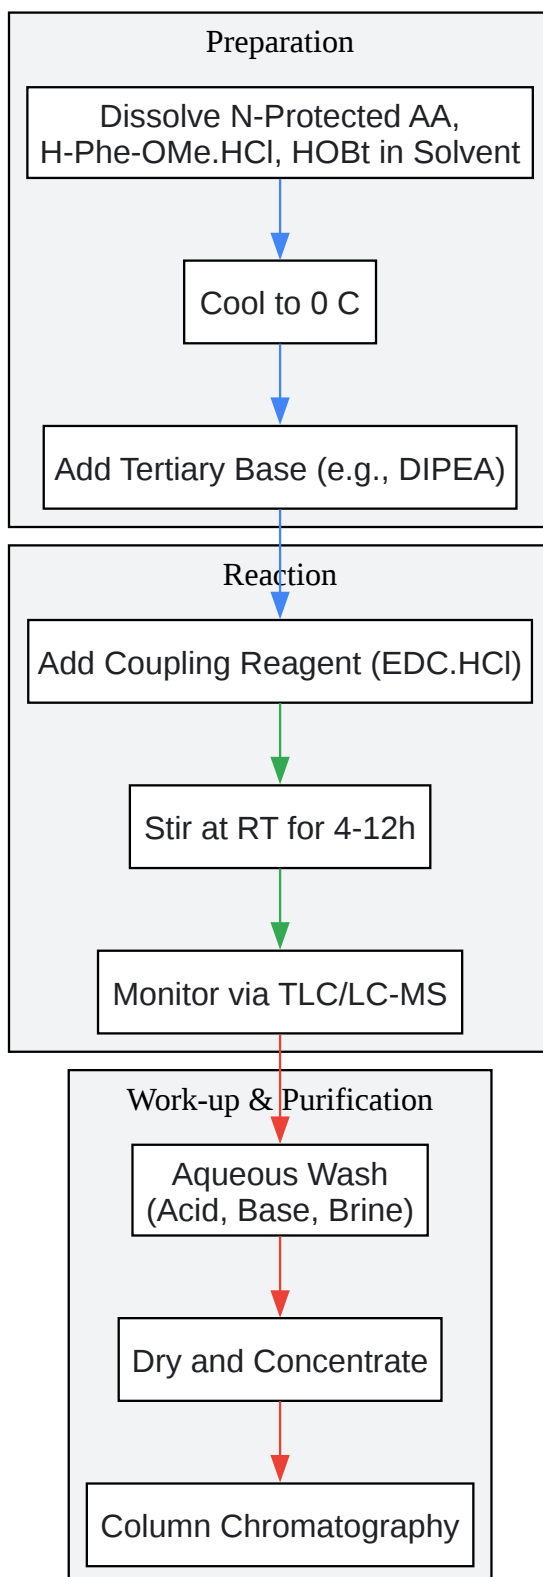 Preparation
Dissolve N-Protected AA,
H-Phe-OMe.HCl, HOBt in Solvent
Cool to 0 C
Add Tertiary Base (e.g., DIPEA)
Reaction
Add Coupling Reagent (EDC.HCl)
Stir at RT for 4-12h
Monitor via TLC/LC-MS
Work-up & Purification
Aqueous Wash
(Acid, Base, Brine)
Dry and Concentrate
Column Chromatography